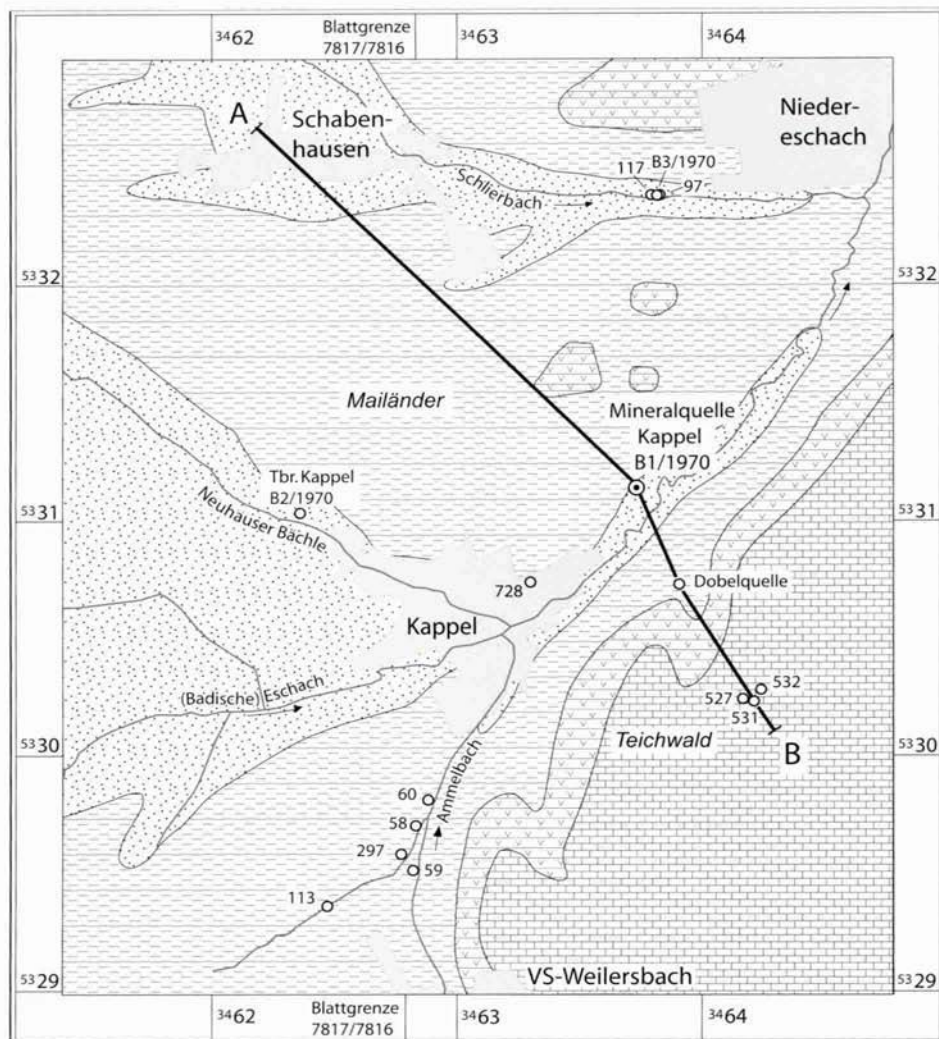 Blattgrenze
7817/7816
3462
3463
3464
A
Schaben-
hausen
Nieder-
eschach
117
B3/1970
97
Schlierbach
5332
5332
Mailänder
Mineralquelle
Kappel
B1/1970
Tbr. Kappel
B2/1970
5331
5331
Neuhauser Bächle
728
Dobelquelle
Kappel
(Badische) Eschach
532
527
531
Teichwald
B
5330
5330
Ammelbach
60
58
297
59
113
5329
5329
VS-Weilersbach
3462
Blattgrenze
7817/7816
3463
3464